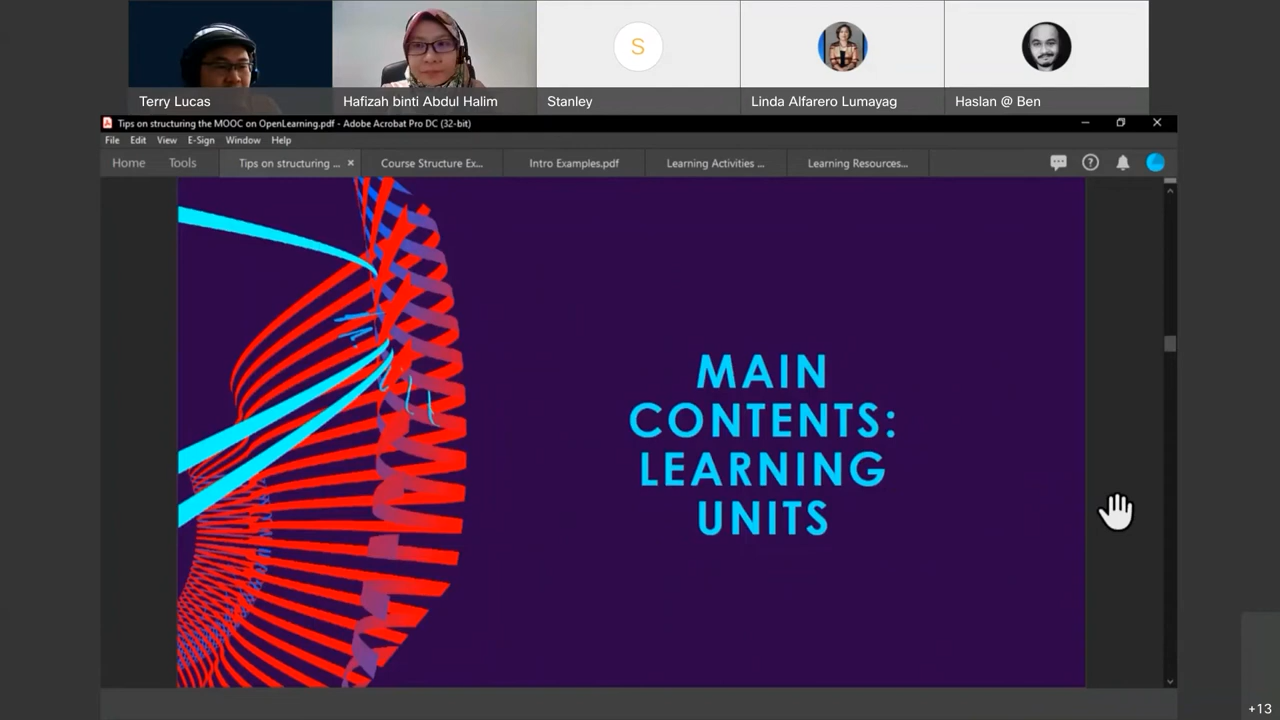 S
Terry Lucas
Hafizah binti Abdul Halim
Stanley
Linda Alfarero Lumayag
Haslan @ Ben
Tips on structuring the MOOC on OpenLearning.pdf - Adobe Acrobat Pro DC (32-bit)
File Edit View E-Sign Window Help
Home Tools Tips on structuring ... Course Structure Ex... Intro Examples.pdf Learning Activities ... Learning Resources...
MAIN
CONTENTS:
LEARNING
UNITS
+13